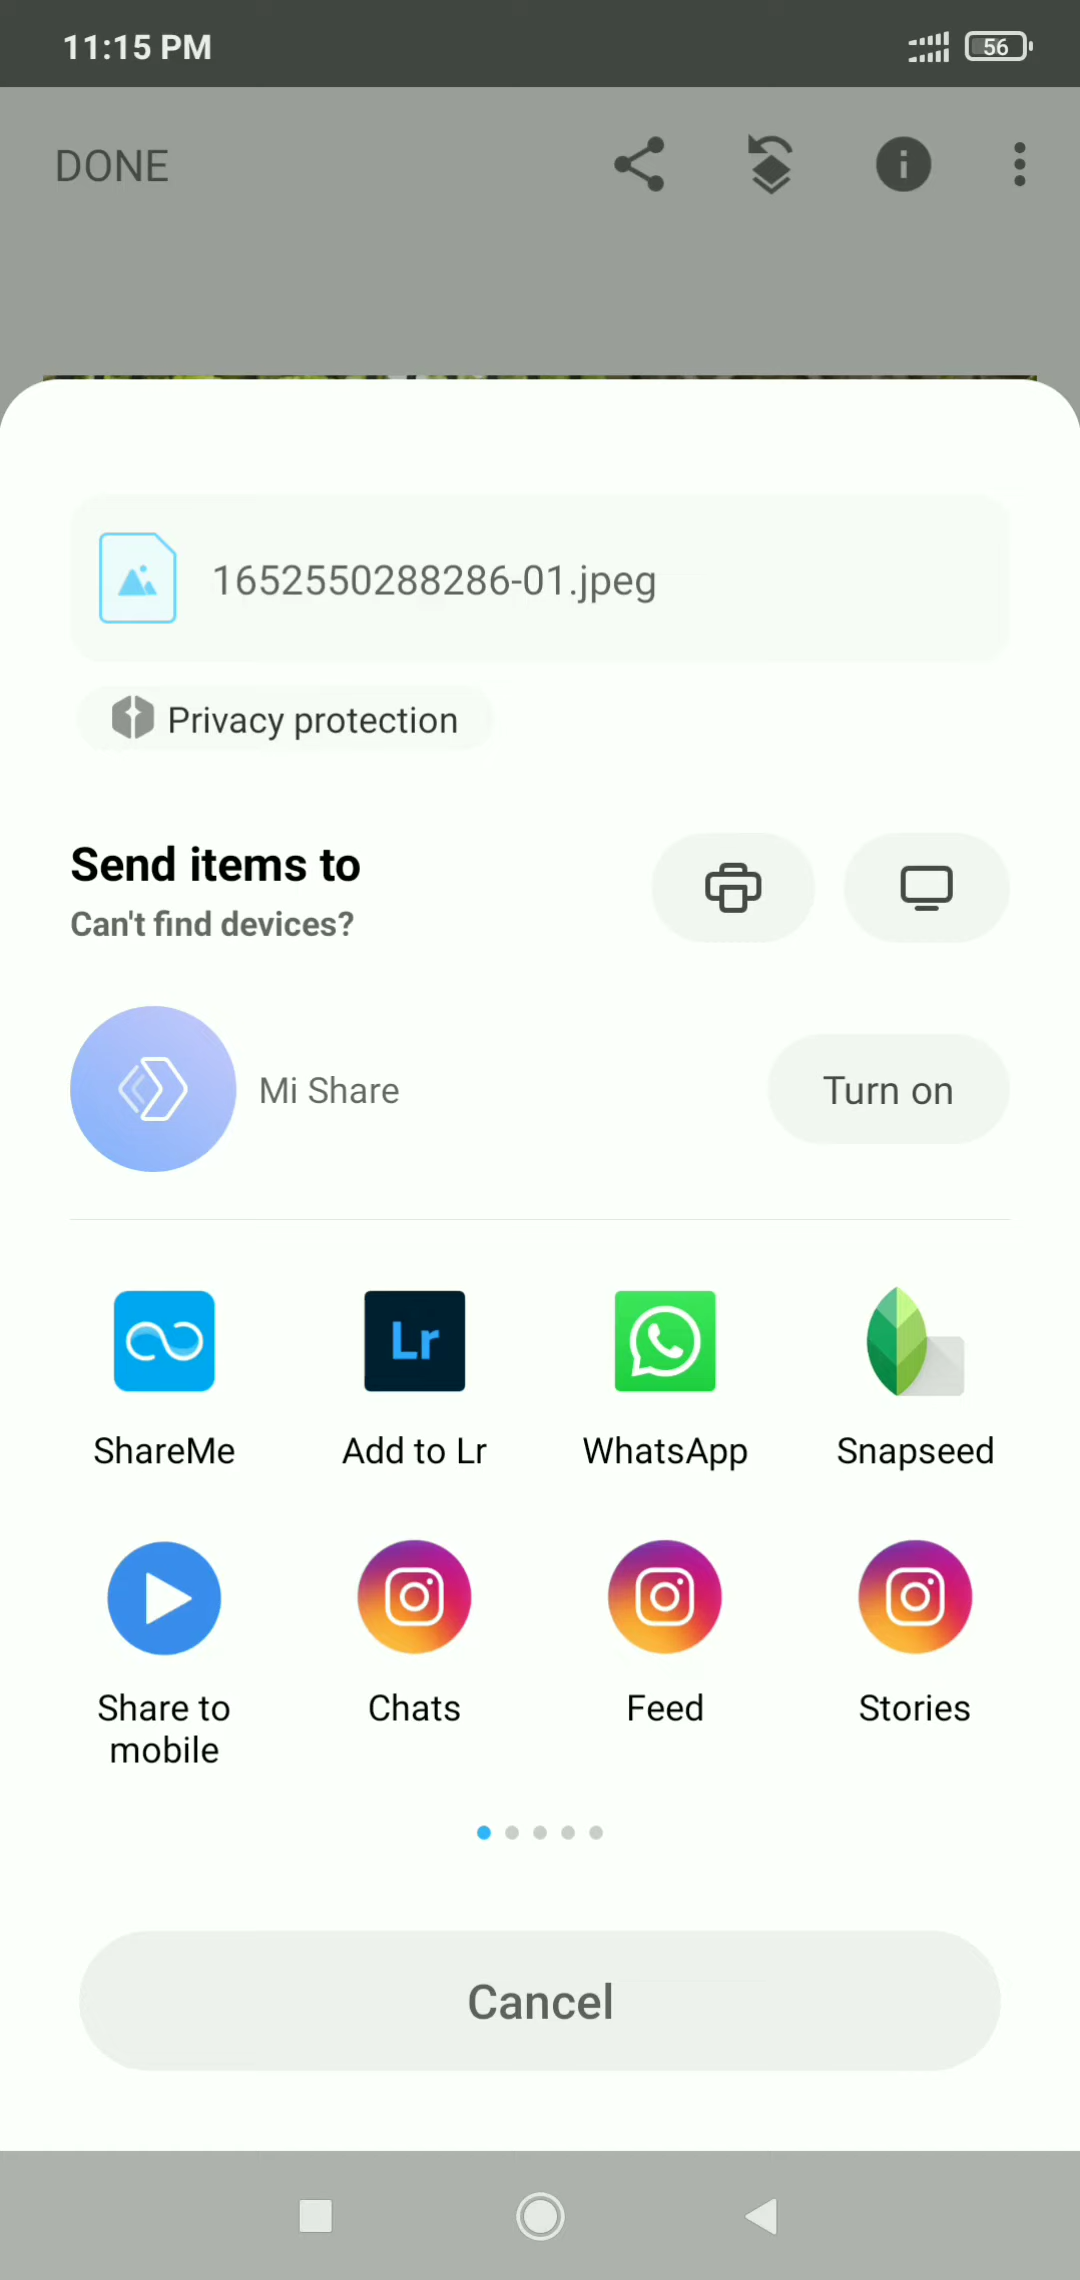 11:15 PM
56
DONE
1652550288286-01.jpeg
Privacy protection
Send items to
Can't find devices?
Mi Share
Turn on
Lr
ShareMe
Add to Lr
WhatsApp
Snapseed
Share to
mobile
Chats
Feed
Stories
Cancel